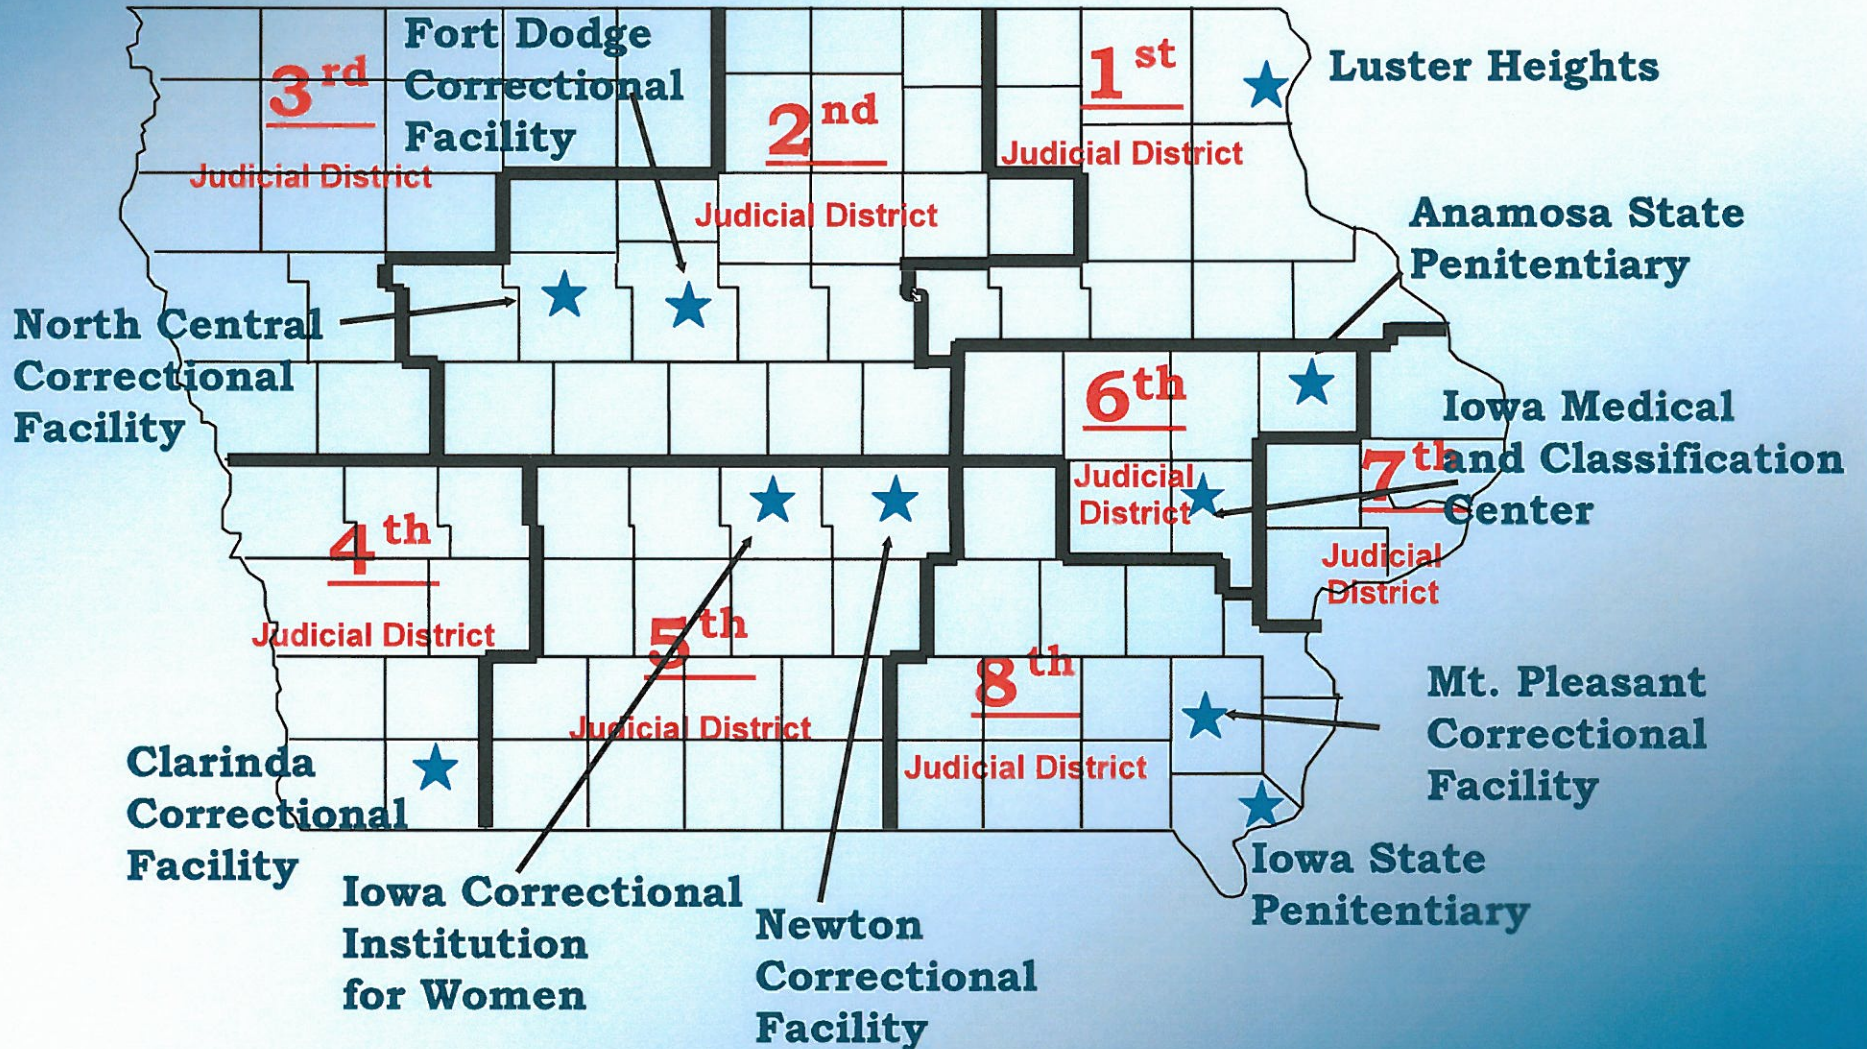 Fort Dodge
Correctional
Facility
3rd
Judicial District
2nd
Judicial District
1st
Judicial District
Luster Heights
Anamosa State
Penitentiary
North Central
Correctional
Facility
6th
Judicial
District
Iowa Medical
and Classification
Center
7th
Judicial
District
4th
Judicial District
5th
Judicial District
8th
Judicial District
Mt. Pleasant
Correctional
Facility
Clarinda
Correctional
Facility
Iowa State
Penitentiary
Iowa Correctional
Institution
for Women
Newton
Correctional
Facility